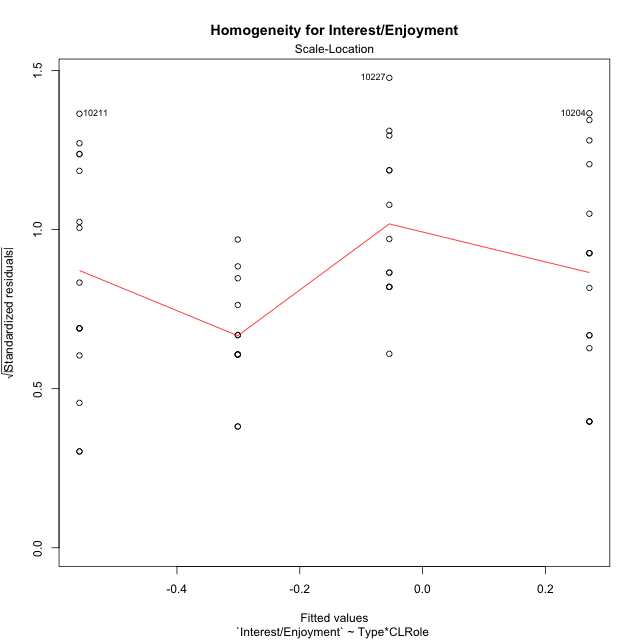 Homogeneity for Interest/Enjoyment
Scale-Location
1.5
1.0
0.5
0.0
√|Standardized residuals|
10227
10211
10204
-0.4
-0.2
0.0
0.2
Fitted values
`Interest/Enjoyment` ~ Type*CLRole